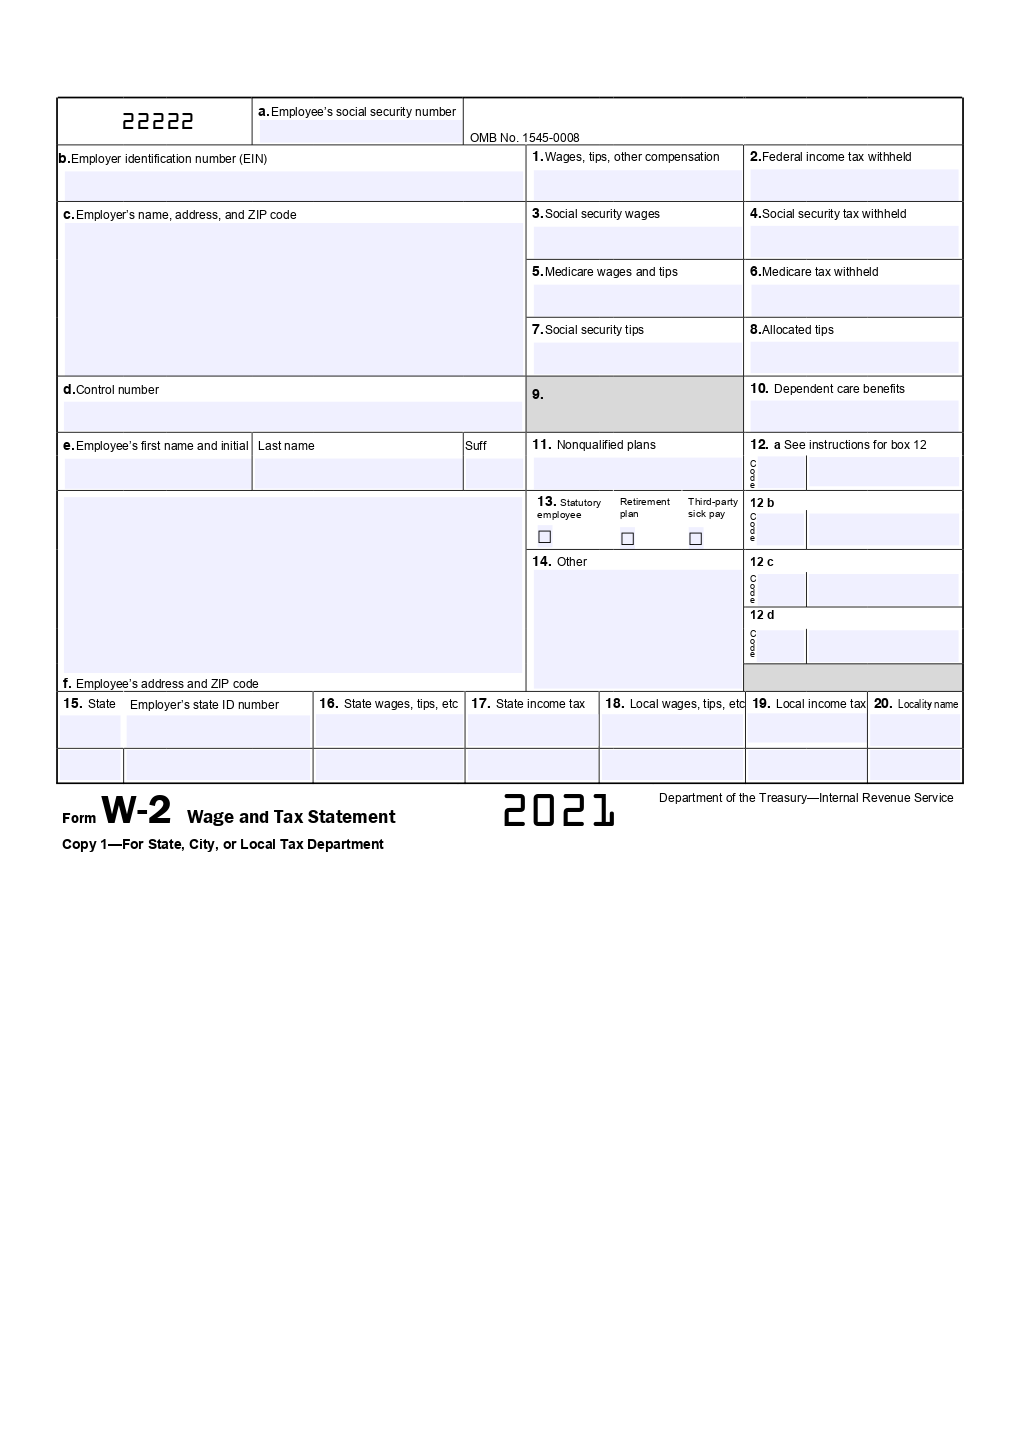 22222
a. Employee's social security number
OMB No. 1545-0008
b. Employer identification number (EIN)
1. Wages, tips, other compensation
2. Federal income tax withheld
c. Employer's name, address, and ZIP code
3. Social security wages
4. Social security tax withheld
5. Medicare wages and tips
6. Medicare tax withheld
7. Social security tips
8. Allocated tips
d. Control number
9.
10. Dependent care benefits
e. Employee's first name and initial
Last name
Suff
11. Nonqualified plans
12. a See instructions for box 12
Code
13. Statutory employee
Retirement plan
Third-party sick pay
12 b
Code
14. Other
12 c
Code
12 d
Code
f. Employee's address and ZIP code
15. State
Employer's state ID number
16. State wages, tips, etc
17. State income tax
18. Local wages, tips, etc
19. Local income tax
20. Locality name
Form W-2 Wage and Tax Statement
2021
Department of the Treasury—Internal Revenue Service
Copy 1—For State, City, or Local Tax Department